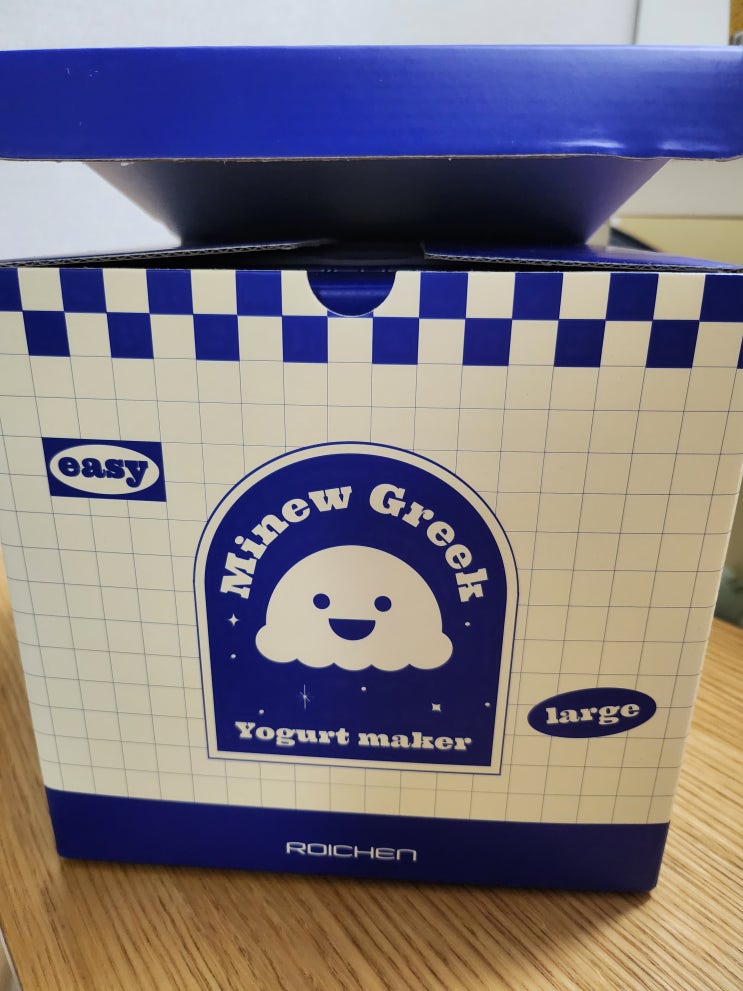 easy
Minew Greek
Yogurt maker
large
ROICHEN